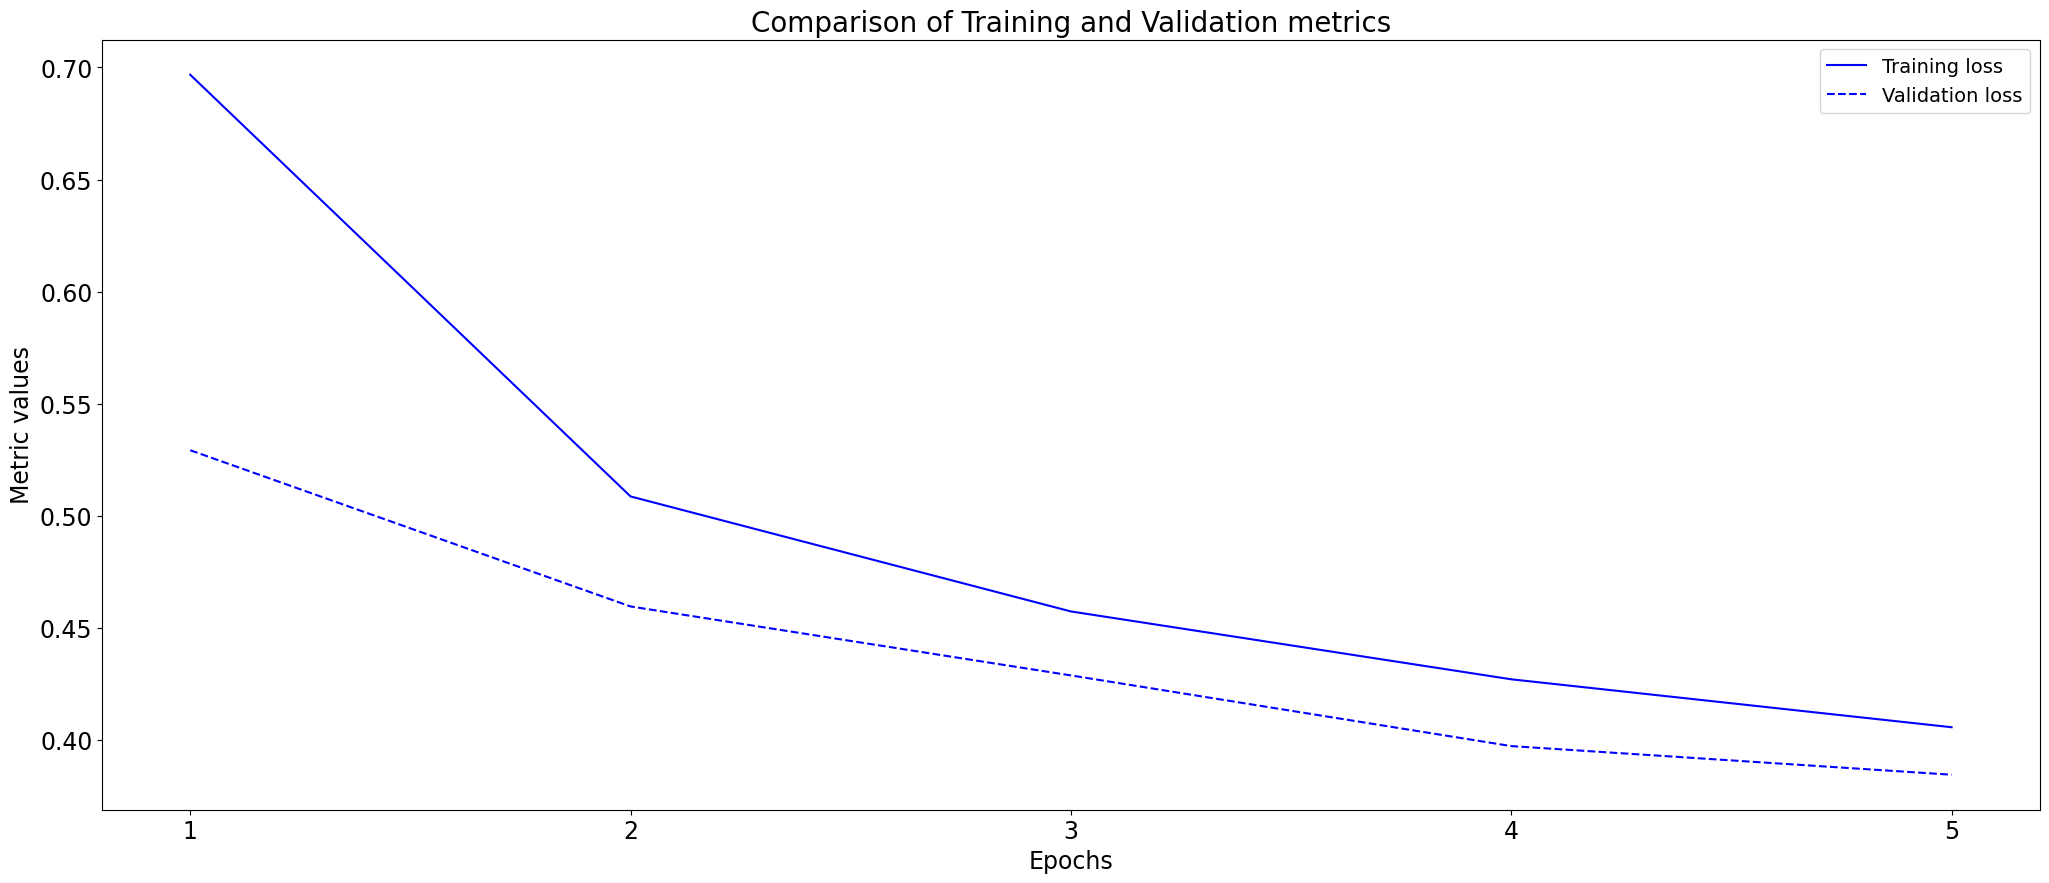 Comparison of Training and Validation metrics
Training loss
Validation loss
0.70
0.65
0.60
0.55
0.50
0.45
0.40
Metric values
1 2 3 4 5
Epochs